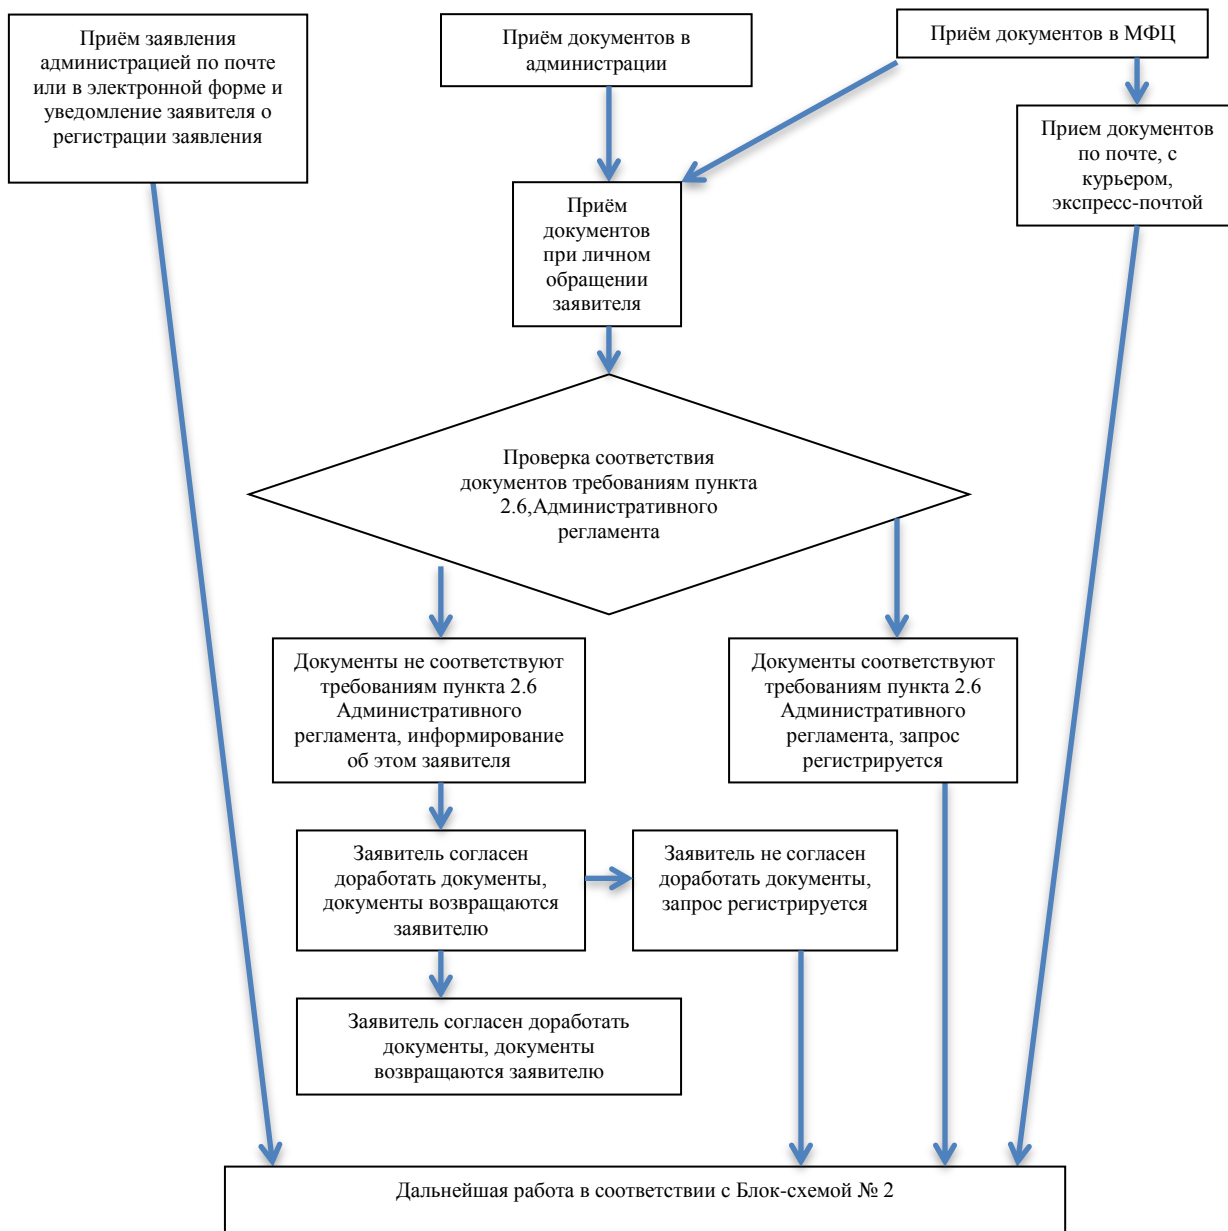 Приём заявления
администрацией по почте
или в электронной форме и
уведомление заявителя о
регистрации заявления
Приём документов в
администрации
Приём документов в МФЦ
Прием документов
по почте, с
курьером,
экспресс-почтой
Приём
документов
при личном
обращении
заявителя
Проверка соответствия
документов требованиям пункта
2.6,Административного
регламента
Документы не соответствуют
требованиям пункта 2.6
Административного
регламента, информирование
об этом заявителя
Документы соответствуют
требованиям пункта 2.6
Административного
регламента, запрос
регистрируется
Заявитель согласен
доработать документы,
документы возвращаются
заявителю
Заявитель не согласен
доработать документы,
запрос регистрируется
Заявитель согласен доработать
документы, документы
возвращаются заявителю
Дальнейшая работа в соответствии с Блок-схемой № 2